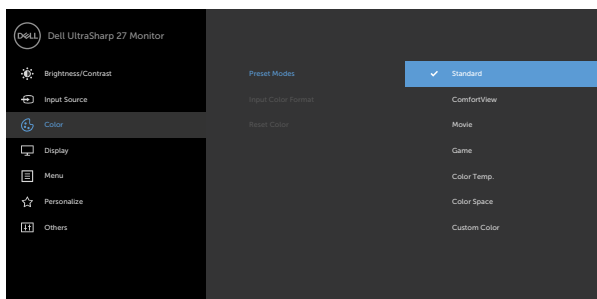 DELL Dell UltraSharp 27 Monitor
Brightness/Contrast
Input Source
Color
Display
Menu
Personalize
Others
Preset Modes
Input Color Format
Reset Color
Standard
ComfortView
Movie
Game
Color Temp.
Color Space
Custom Color